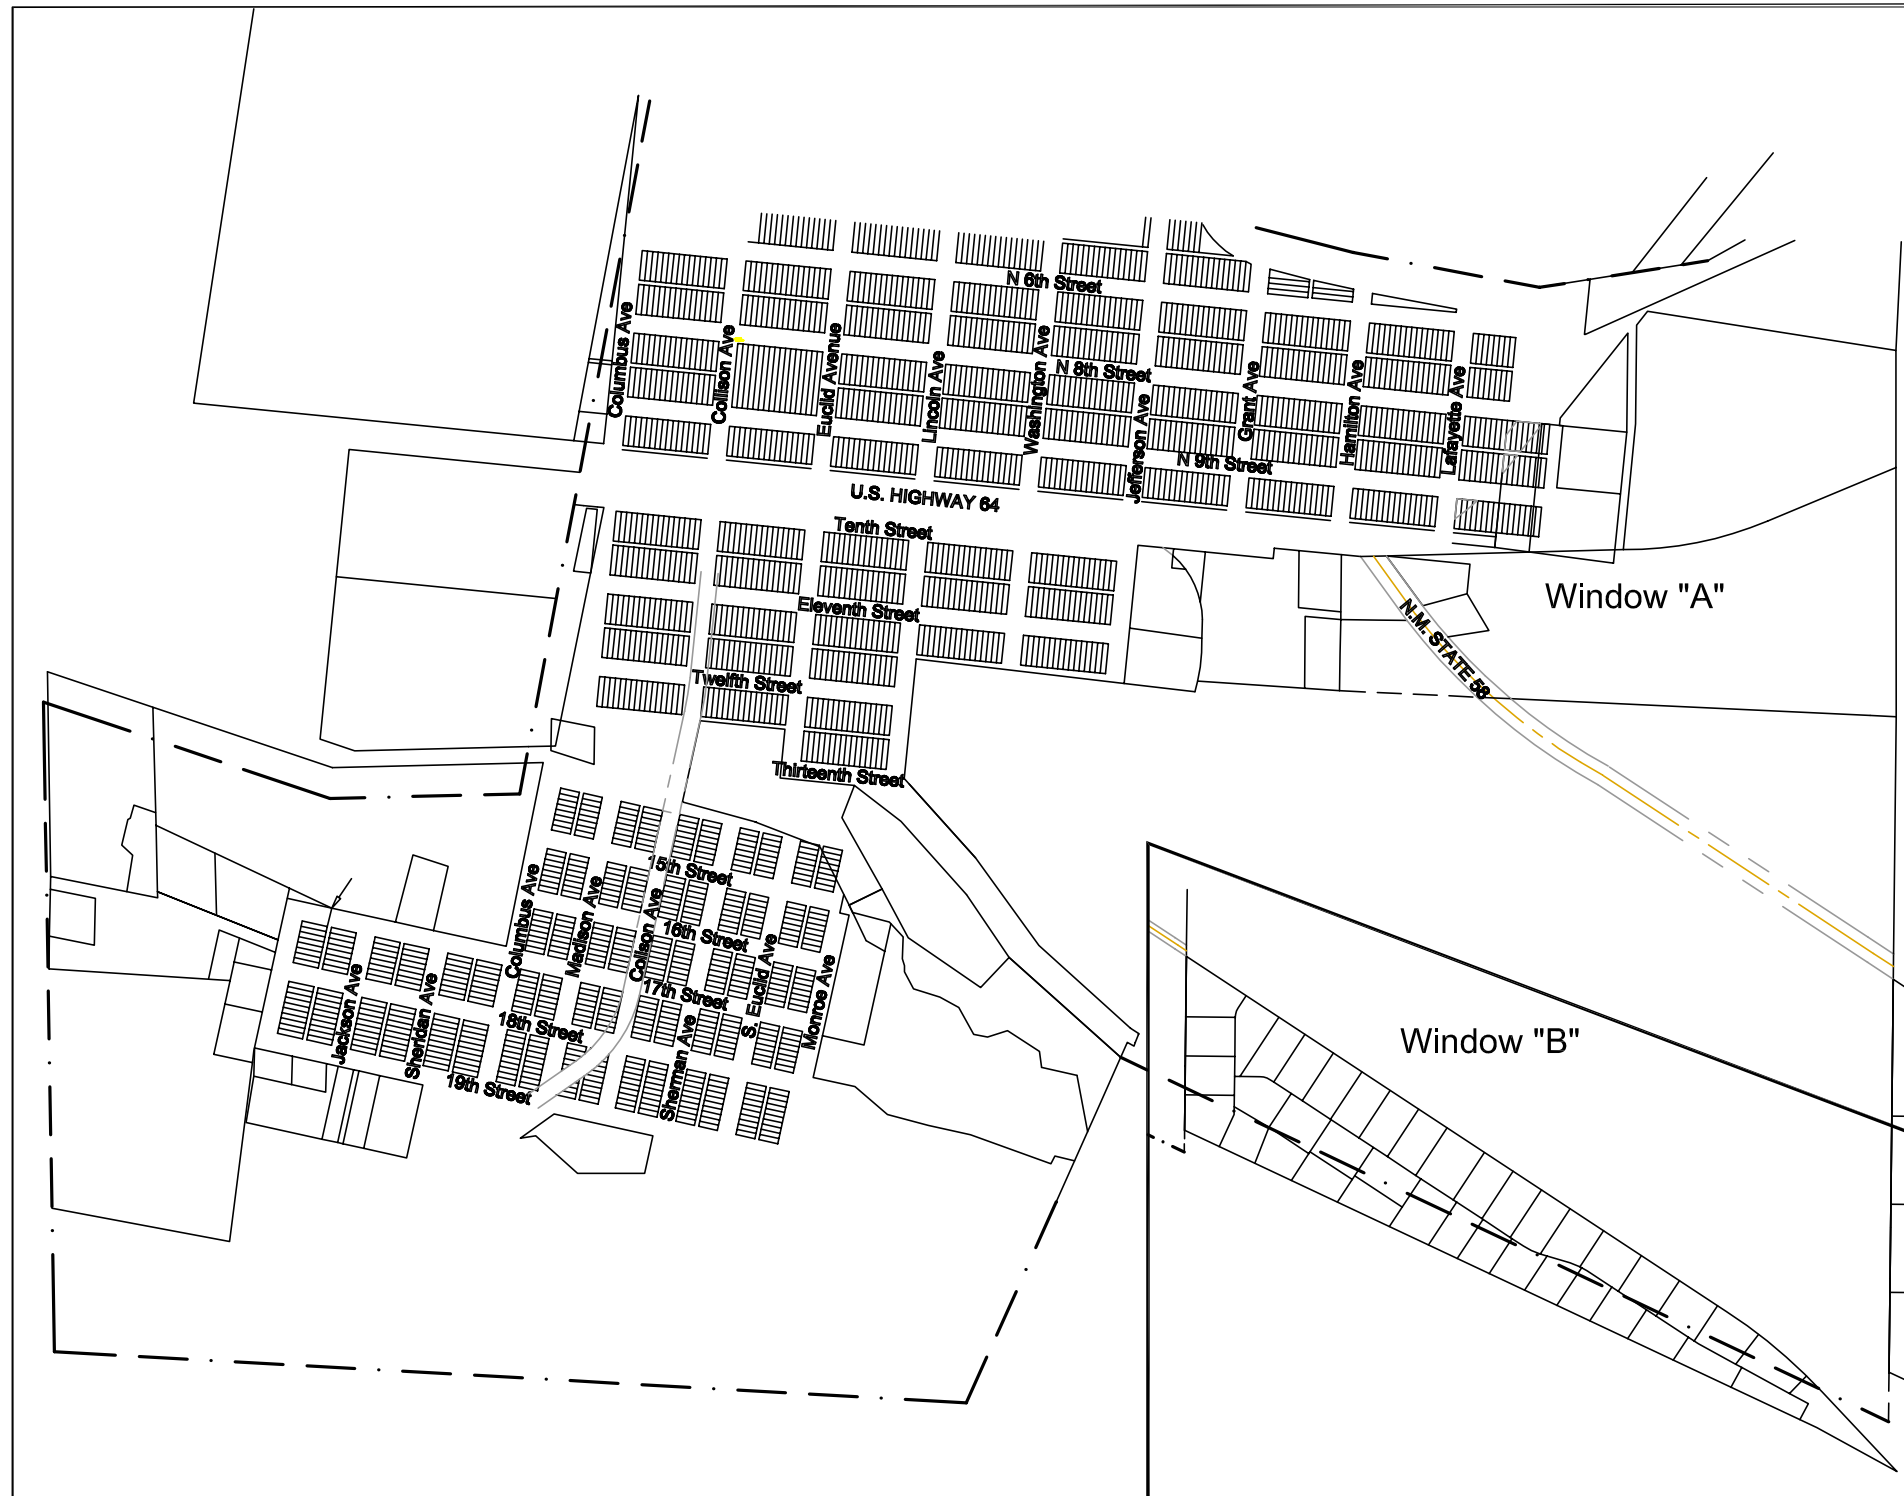 N 6th Street
Columbus Ave
Collison Ave
Euclid Avenue
Lincoln Ave
Washington Ave
N 8th Street
Jefferson Ave
Grant Ave
Hamilton Ave
Lafayette Ave
N 9th Street
U.S. HIGHWAY 64
Tenth Street
Eleventh Street
Window "A"
N.M. STATE 58
Twelfth Street
Thirteenth Street
15th Street
Columbus Ave
Madison Ave
Collson Ave
16th Street
S. Euclid Ave
Monroe Ave
Jackson Ave
Sheridan Ave
17th Street
18th Street
Sherman Ave
19th Street
Window "B"